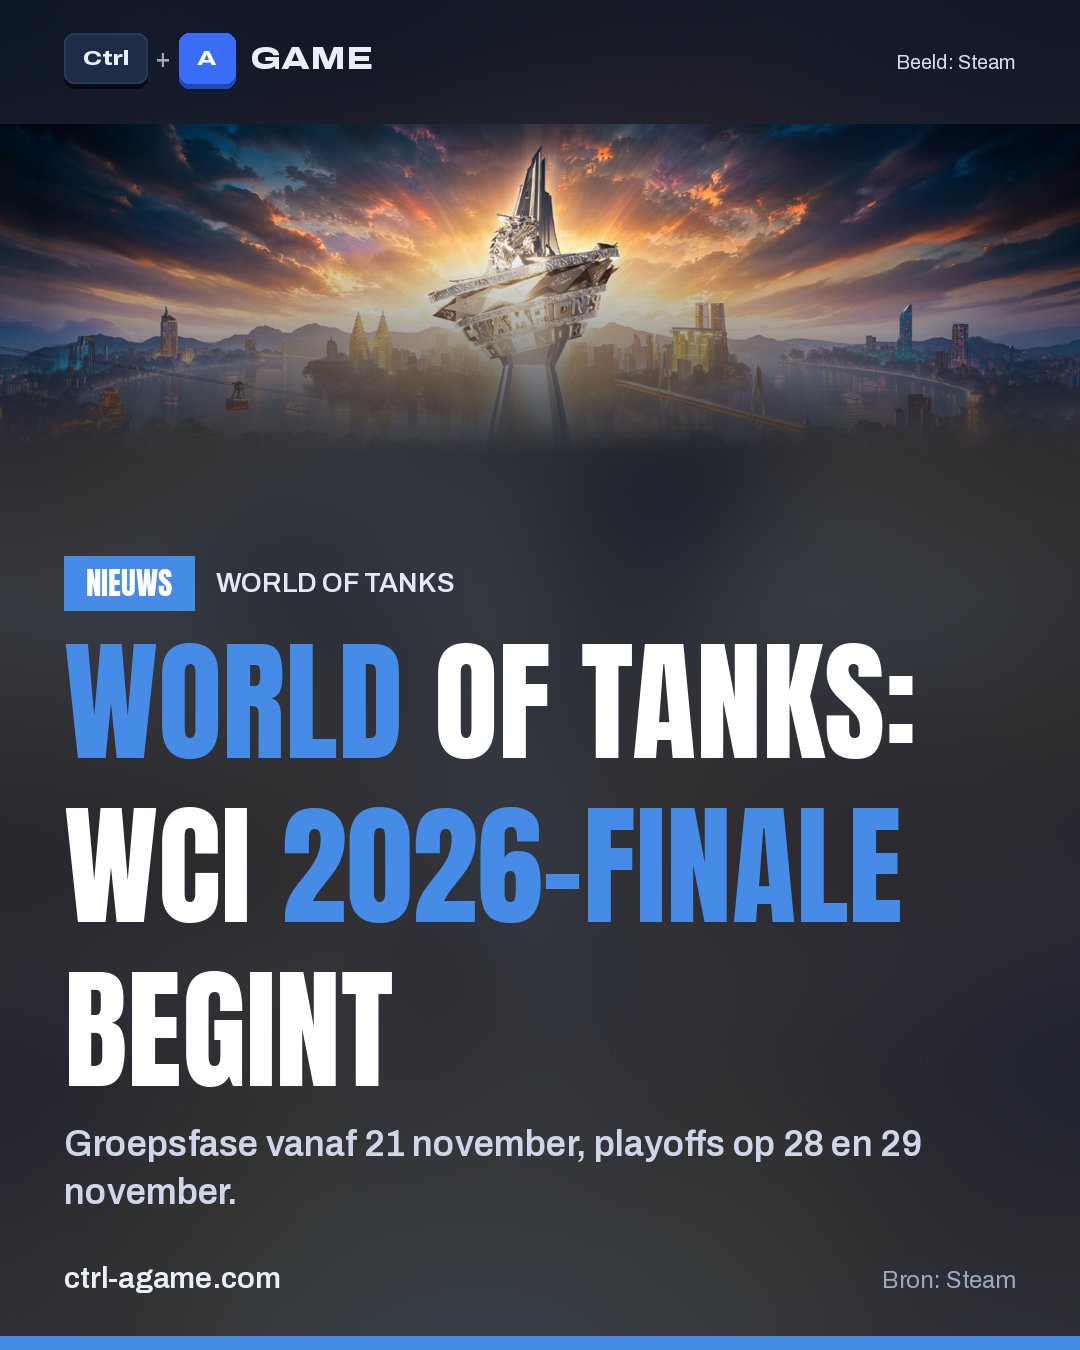 Ctrl + A GAME
Beeld: Steam
CHAMPIONS
NIEUWS WORLD OF TANKS
WORLD OF TANKS:
WCI 2026-FINALE
BEGINT
Groepsfase vanaf 21 november, playoffs op 28 en 29
november.
ctrl-agame.com
Bron: Steam